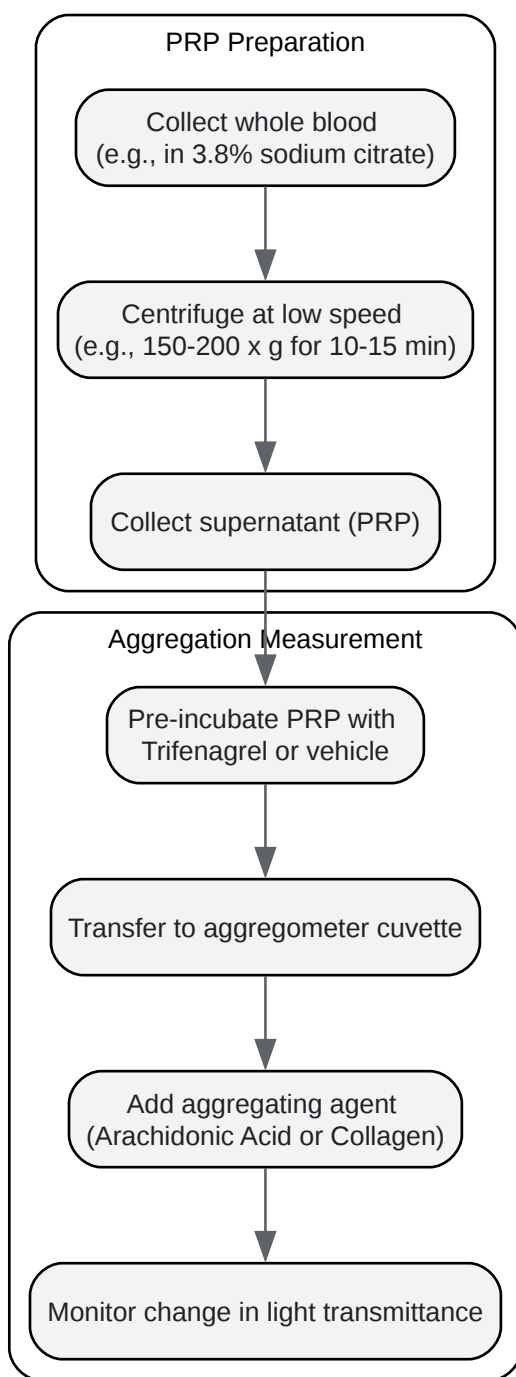 PRP Preparation
Collect whole blood
(e.g., in 3.8% sodium citrate)
Centrifuge at low speed
(e.g., 150-200 x g for 10-15 min)
Collect supernatant (PRP)
Aggregation Measurement
Pre-incubate PRP with
Trifenagrel or vehicle
Transfer to aggregometer cuvette
Add aggregating agent
(Arachidonic Acid or Collagen)
Monitor change in light transmittance